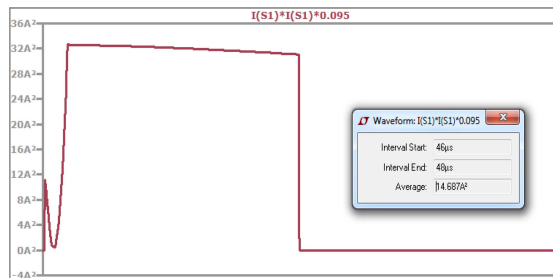 I(S1)*I(S1)*0.095
36A²
32A²
28A²
24A²
20A²
16A²
12A²
8A²
4A²
0A²
-4A²
Waveform: I(S1)*I(S1)*0.095
Interval Start: 46µs
Interval End: 48µs
Average: 14.687A²